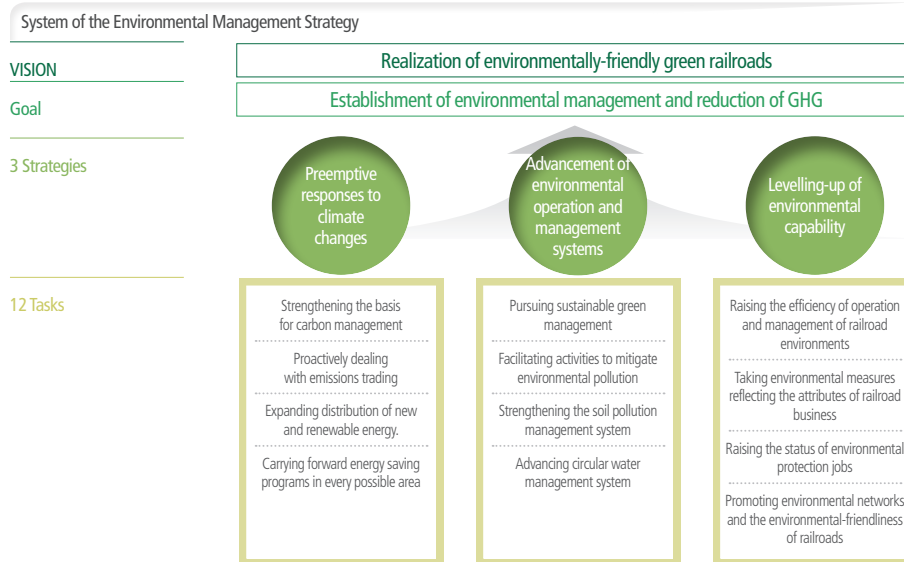 System of the Environmental Management Strategy
VISION
Realization of environmentally-friendly green railroads
Goal
Establishment of environmental management and reduction of GHG
3 Strategies
Preemptive
responses to
climate
changes
Advancement of
environmental
operation and
management
systems
Levelling-up of
environmental
capability
12 Tasks
Strengthening the basis
for carbon management
Proactively dealing
with emissions trading
Expanding distribution of new
and renewable energy.
Carrying forward energy saving
programs in every possible area
Pursuing sustainable green
management
Facilitating activities to mitigate
environmental pollution
Strengthening the soil pollution
management system
Advancing circular water
management system
Raising the efficiency of operation
and management of railroad
environments
Taking environmental measures
reflecting the attributes of railroad
business
Raising the status of environmental
protection jobs
Promoting environmental networks
and the environmental-friendliness
of railroads